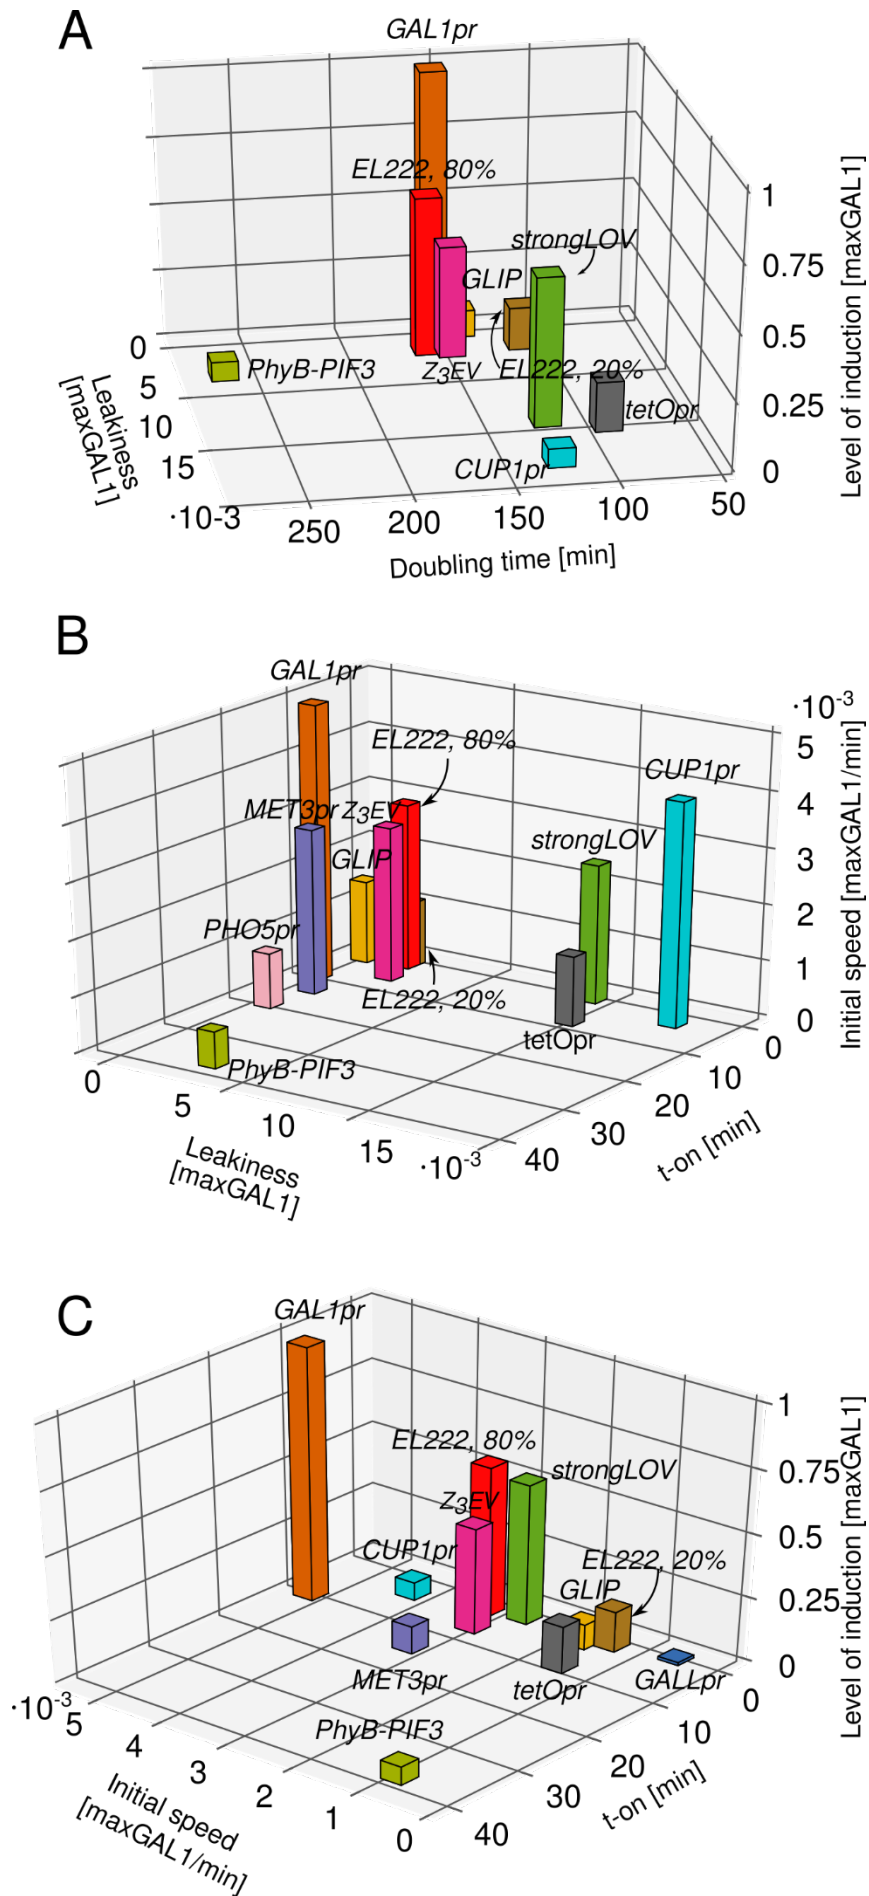 A
GAL1pr
EL222, 80%
strongLOV
GLIP
PhyB-PIF3
Z3EV
EL222, 20%
tetOpr
CUP1pr
1
0.75
0.5
0.25
0
Level of induction [maxGAL1]
0
5
10
15
·10-3
Leakiness
[maxGAL1]
250
200
150
100
50
Doubling time [min]
B
GAL1pr
EL222, 80%
CUP1pr
MET3pr
Z3EV
strongLOV
GLIP
PHO5pr
EL222, 20%
tetOpr
PhyB-PIF3
·10-3
5
4
3
2
1
0
Initial speed [maxGAL1/min]
0
5
10
15
·10-3
Leakiness
[maxGAL1]
40
30
20
10
0
t-on [min]
C
GAL1pr
EL222, 80%
strongLOV
Z3EV
CUP1pr
EL222, 20%
GLIP
MET3pr
tetOpr
GALLpr
PhyB-PIF3
1
0.75
0.5
0.25
0
Level of induction [maxGAL1]
·10-3
5
4
3
2
1
0
Initial speed
[maxGAL1/min]
40
30
20
10
0
t-on [min]